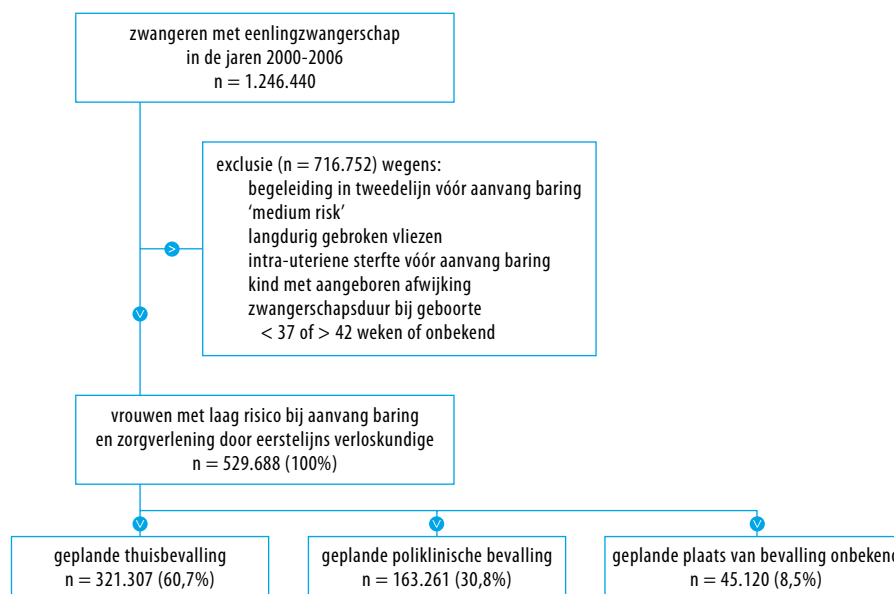 zwangeren met eenlingzwangerschap
in de jaren 2000-2006
n = 1.246.440
exclusie (n = 716.752) wegens:
begeleiding in tweedelijn vóór aanvang baring
‘medium risk’
langdurig gebroken vliezen
intra-uteriene sterfte vóór aanvang baring
kind met aangeboren afwijking
zwangerschapsduur bij geboorte
< 37 of > 42 weken of onbekend
vrouwen met laag risico bij aanvang baring
en zorgverlening door eerstelijns verloskundige
n = 529.688 (100%)
geplande thuisbevalling
n = 321.307 (60,7%)
geplande poliklinische bevalling
n = 163.261 (30,8%)
geplande plaats van bevalling onbekend
n = 45.120 (8,5%)